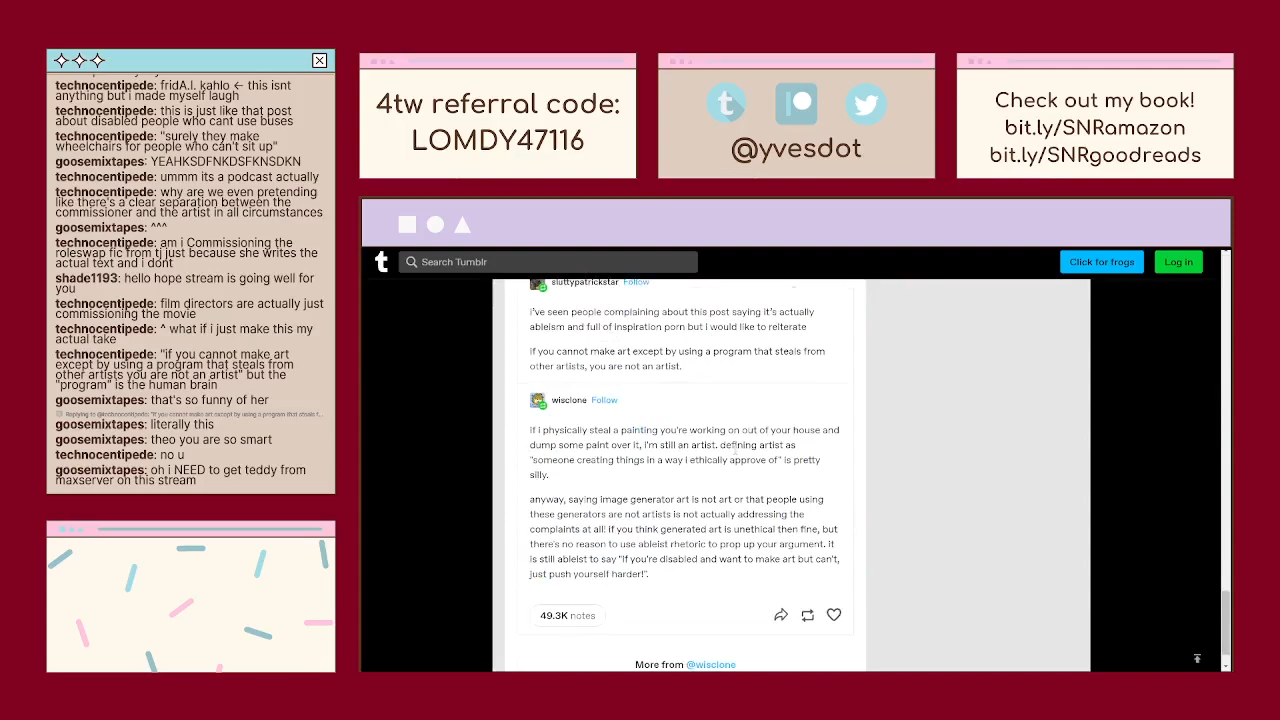 technocentipede: fridA.I. kahlo <- this isnt
anything but i made myself laugh
technocentipede: this is just like that post
about disabled people who cant use buses
technocentipede: "surely they make
wheelchairs for people who can't sit up"
goosemixtapes: YEAHKSDFNKDSFKNSDKN
technocentipede: ummm its a podcast actually
technocentipede: why are we even pretending
like there's a clear separation between the
commissioner and the artist in all circumstances
goosemixtapes: ^^^
technocentipede: am i Commissioning the
roleswap fic from tj just because she writes the
actual text and i dont
shade1193: hello hope stream is going well for
you
technocentipede: film directors are actually just
commissioning the movie
technocentipede: ^ what if i just make this my
actual take
technocentipede: "if you cannot make art
except by using a program that steals from
other artists you are not an artist" but the
"program" is the human brain
goosemixtapes: that's so funny of her
Replying to @technocentipede: "if you cannot make art except by using a program that steals t...
goosemixtapes: literally this
goosemixtapes: theo you are so smart
technocentipede: no u
goosemixtapes: oh i NEED to get teddy from
maxserver on this stream
4tw referral code:
LOMDY47116
@yvesdot
Check out my book!
bit.ly/SNRamazon
bit.ly/SNRgoodreads
Search Tumblr
Click for frogs
Log in
sluttypatrickstar Follow
i've seen people complaining about this post saying it's actually
ableism and full of inspiration porn but i would like to reiterate
if you cannot make art except by using a program that steals from
other artists, you are not an artist.
wisclone Follow
if i physically steal a painting you're working on out of your house and
dump some paint over it, i'm still an artist. defining artist as
"someone creating things in a way i ethically approve of" is pretty
silly.
anyway, saying image generator art is not art or that people using
these generators are not artists is not actually addressing the
complaints at all! if you think generated art is unethical then fine, but
there's no reason to use ableist rhetoric to prop up your argument. it
is still ableist to say "if you're disabled and want to make art but can't,
just push yourself harder!".
49.3K notes
More from @wisclone